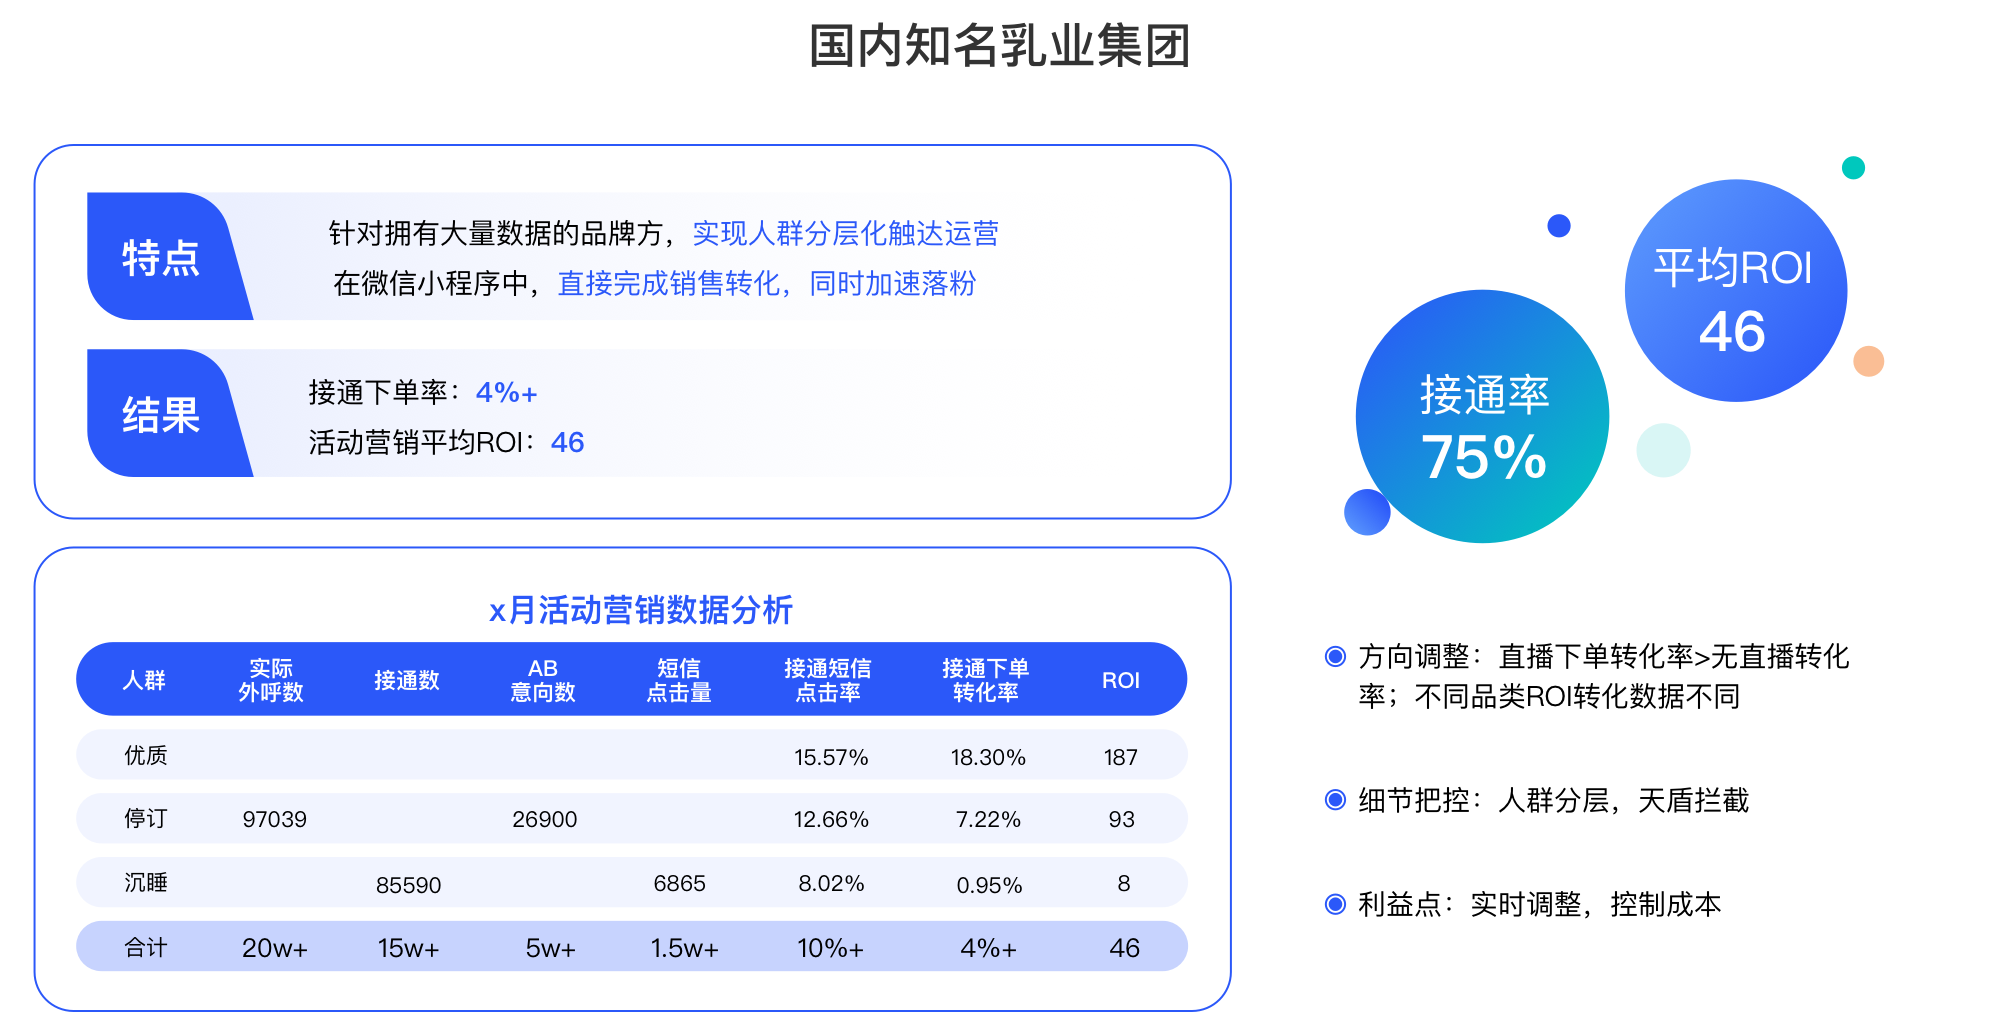 国内知名乳业集团
特点
针对拥有大量数据的品牌方，实现人群分层化触达运营
在微信小程序中，直接完成销售转化，同时加速落粉
结果
接通下单率：4%+
活动营销平均ROI：46
平均ROI
46
接通率
75%
x月活动营销数据分析
人群 实际外呼数 接通数 AB意向数 短信点击量 接通短信点击率 接通下单转化率 ROI
优质 15.57% 18.30% 187
停订 97039 26900 12.66% 7.22% 93
沉睡 85590 6865 8.02% 0.95% 8
合计 20w+ 15w+ 5w+ 1.5w+ 10%+ 4%+ 46
方向调整：直播下单转化率>无直播转化
率；不同品类ROI转化数据不同
细节把控：人群分层，天盾拦截
利益点：实时调整，控制成本